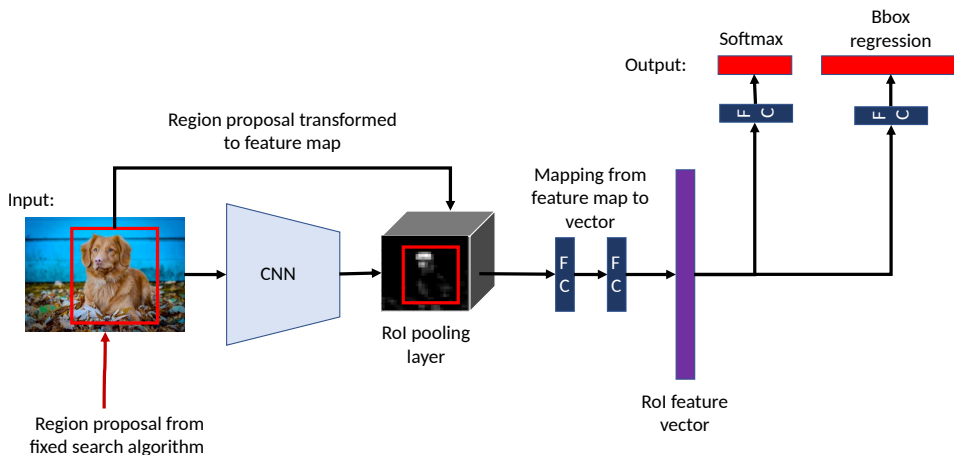 Softmax
Bbox
regression
Output:
F C
F C
Region proposal transformed
to feature map
Mapping from
feature map to
vector
Input:
CNN
F
C
F
C
RoI pooling
layer
RoI feature
vector
Region proposal from
fixed search algorithm